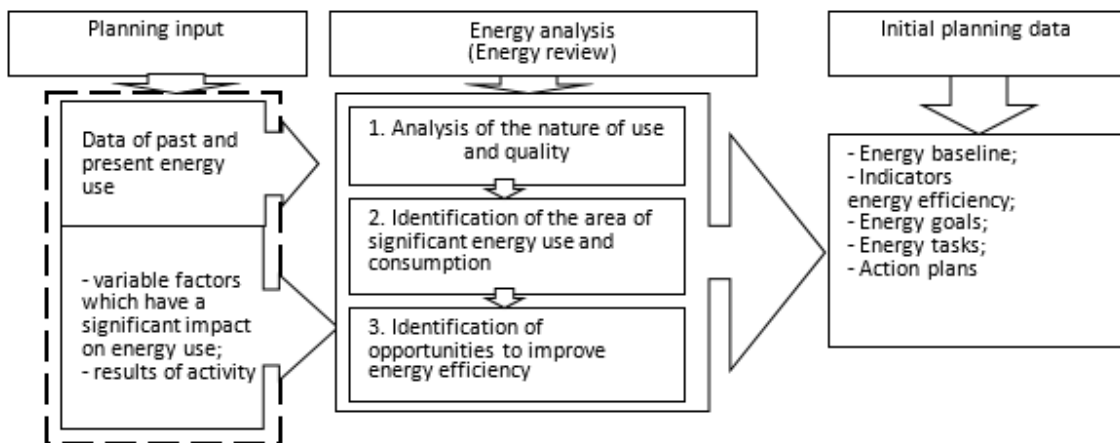 Planning input
Energy analysis
(Energy review)
Initial planning data
Data of past and
present energy
use
- variable factors
which have a
significant impact
on energy use;
- results of activity
1. Analysis of the nature of use
and quality
2. Identification of the area of
significant energy use and
consumption
3. Identification of
opportunities to improve
energy efficiency
- Energy baseline;
- Indicators
energy efficiency;
- Energy goals;
- Energy tasks;
- Action plans